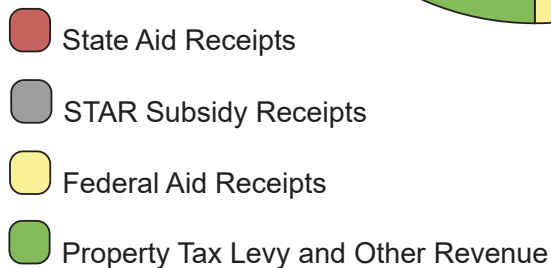 State Aid Receipts
STAR Subsidy Receipts
Federal Aid Receipts
Property Tax Levy and Other Revenue